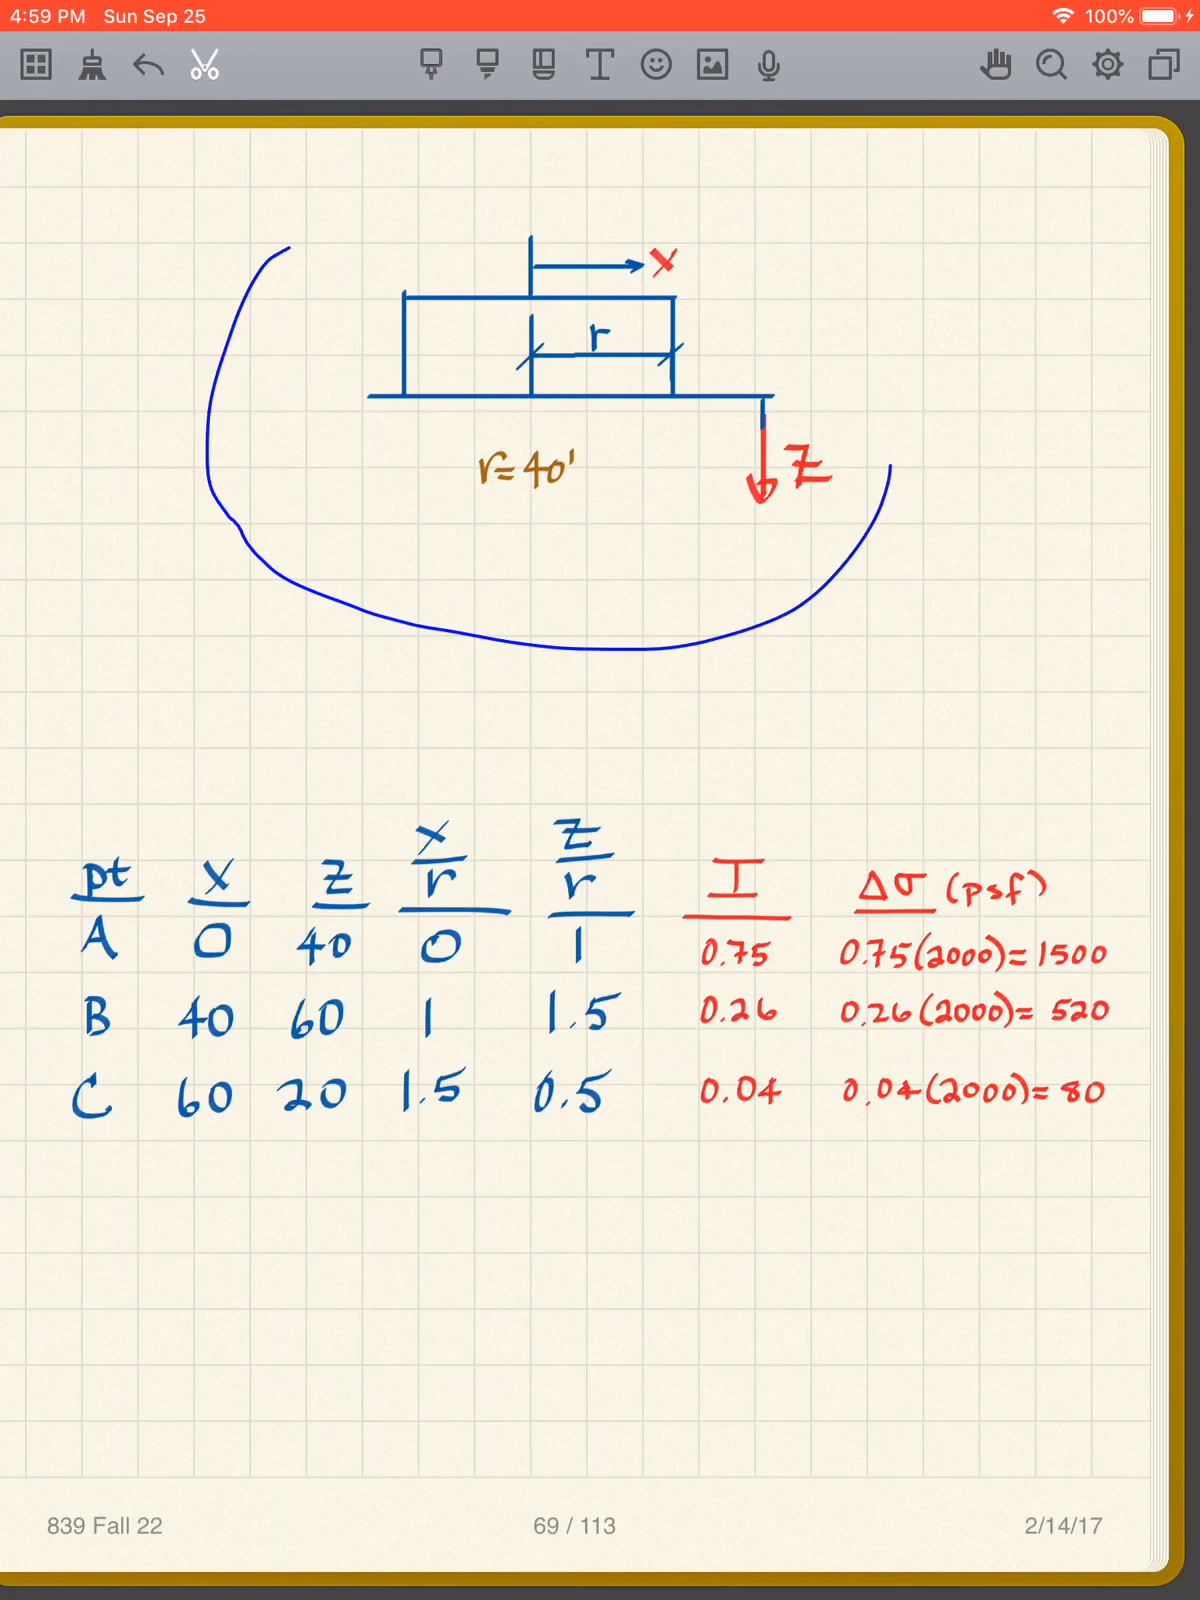 4:59 PM Sun Sep 25 100%
T
x
r
r=40'
z
pt x z x/r z/r I Δσ (psf)
A 0 40 0 1 0.75 0.75(2000)= 1500
B 40 60 1 1.5 0.26 0.26(2000)= 520
C 60 20 1.5 0.5 0.04 0.04(2000)= 80
839 Fall 22 69 / 113 2/14/17